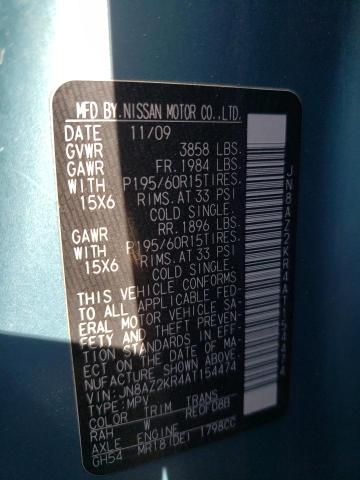 MFD BY NISSAN MOTOR CO., LTD.
DATE 11/09
GVWR 3858 LBS.
GAWR FR. 1984 LBS.
WITH P195/60R15TIRES.
15X6 RIMS. AT 33 PSI
COLD SINGLE.
GAWR RR. 1896 LBS.
WITH P195/60R15TIRES.
15X6 RIMS. AT 33 PSI
COLD SINGLE.
THIS VEHICLE CONFORMS
TO ALL APPLICABLE FED-
ERAL MOTOR VEHICLE SA-
FETY AND THEFT PREVEN-
TION STANDARDS IN EFF-
ECT ON THE DATE OF MA-
NUFACTURE SHOWN ABOVE.
VIN: JN8AZ2KR4AT154474
TYPE: MPV
COLOR TRIM TRANS
RAH W RE0F08B
AXLE ENGINE
GH54 MR18(DE) 1798CC
JN8AZ2KR4AT154474